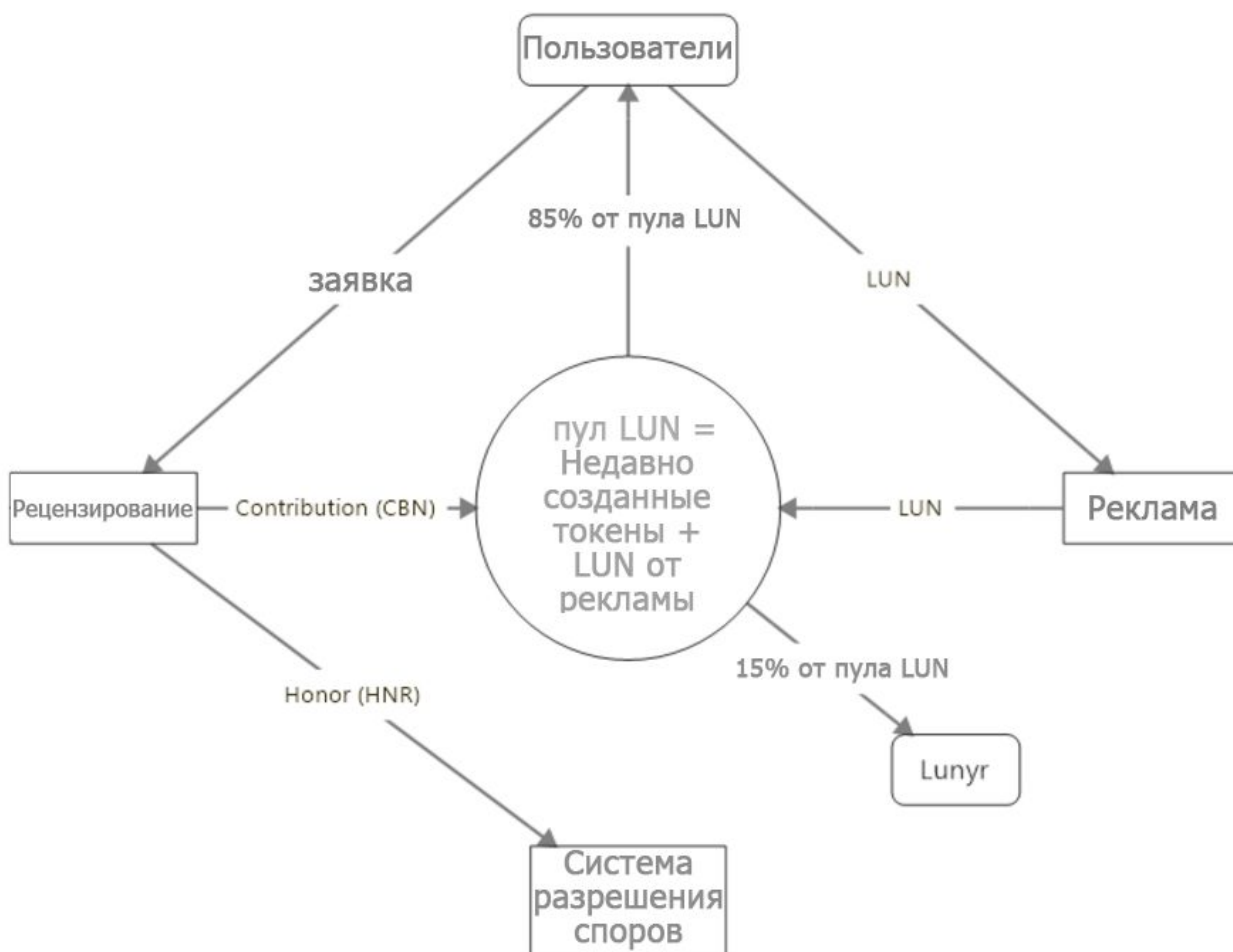 Пользователи
85% от пула LUN
заявка
LUN
пул LUN =
Недавно
созданные
токены +
LUN от
рекламы
Рецензирование
Contribution (CBN)
LUN
Реклама
15% от пула LUN
Honor (HNR)
Lunyr
Система
разрешения
споров